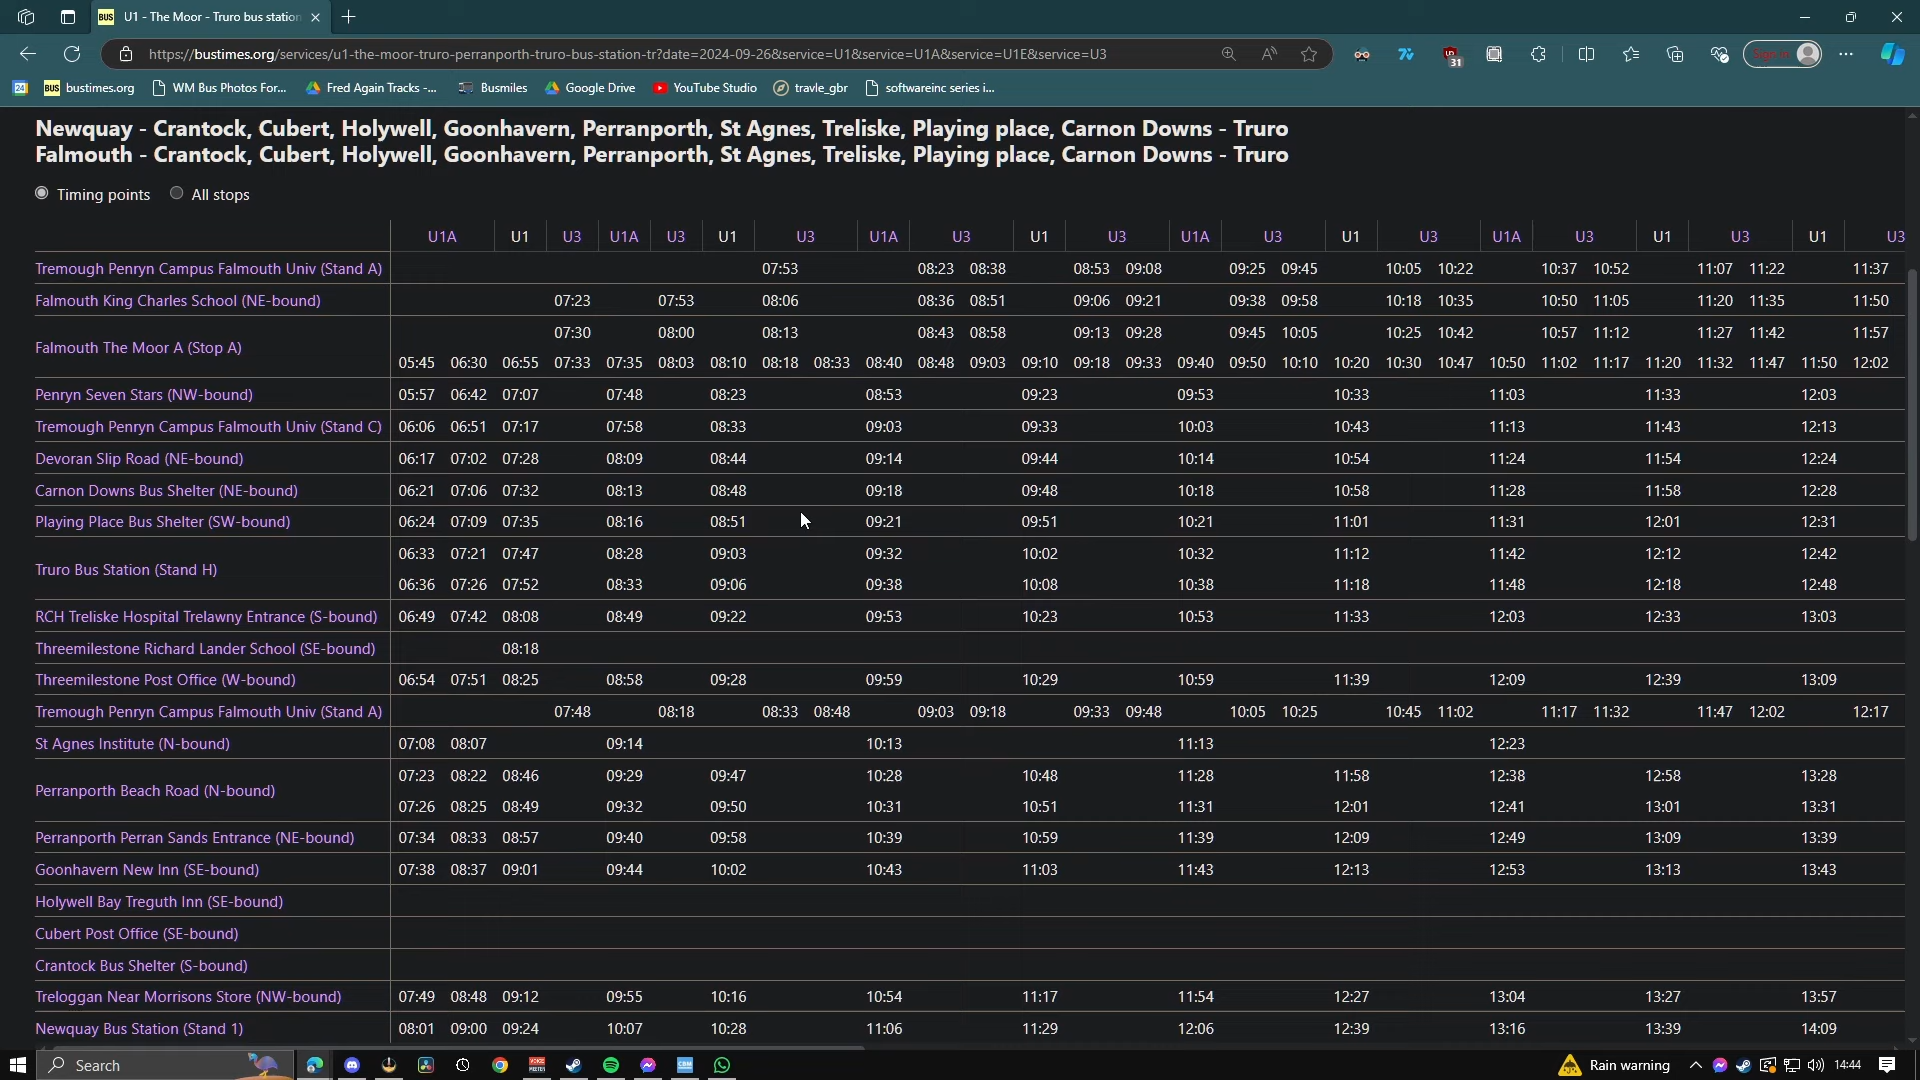 BUS U1 - The Moor - Truro bus station
https://bustimes.org/services/u1-the-moor-truro-perranporth-truro-bus-station-tr?date=2024-09-26&service=U1&service=U1A&service=U1E&service=U3
31
24 BUS bustimes.org WM Bus Photos For... Fred Again Tracks -... Busmiles Google Drive YouTube Studio travle_gbr softwareinc series i...
Newquay - Crantock, Cubert, Holywell, Goonhavern, Perranporth, St Agnes, Treliske, Playing place, Carnon Downs - Truro
Falmouth - Crantock, Cubert, Holywell, Goonhavern, Perranporth, St Agnes, Treliske, Playing place, Carnon Downs - Truro
Timing points All stops
U1A U1 U3 U1A U3 U1 U3 U1A U3 U1 U3 U1A U3 U1 U3 U1A U3 U1 U3 U1 U3
Tremough Penryn Campus Falmouth Univ (Stand A) 07:53 08:23 08:38 08:53 09:08 09:25 09:45 10:05 10:22 10:37 10:52 11:07 11:22 11:37
Falmouth King Charles School (NE-bound) 07:23 07:53 08:06 08:36 08:51 09:06 09:21 09:38 09:58 10:18 10:35 10:50 11:05 11:20 11:35 11:50
07:30 08:00 08:13 08:43 08:58 09:13 09:28 09:45 10:05 10:25 10:42 10:57 11:12 11:27 11:42 11:57
Falmouth The Moor A (Stop A)
05:45 06:30 06:55 07:33 07:35 08:03 08:10 08:18 08:33 08:40 08:48 09:03 09:10 09:18 09:33 09:40 09:50 10:10 10:20 10:30 10:47 10:50 11:02 11:17 11:20 11:32 11:47 11:50 12:02
Penryn Seven Stars (NW-bound) 05:57 06:42 07:07 07:48 08:23 08:53 09:23 09:53 10:33 11:03 11:33 12:03
Tremough Penryn Campus Falmouth Univ (Stand C) 06:06 06:51 07:17 07:58 08:33 09:03 09:33 10:03 10:43 11:13 11:43 12:13
Devoran Slip Road (NE-bound) 06:17 07:02 07:28 08:09 08:44 09:14 09:44 10:14 10:54 11:24 11:54 12:24
Carnon Downs Bus Shelter (NE-bound) 06:21 07:06 07:32 08:13 08:48 09:18 09:48 10:18 10:58 11:28 11:58 12:28
Playing Place Bus Shelter (SW-bound) 06:24 07:09 07:35 08:16 08:51 09:21 09:51 10:21 11:01 11:31 12:01 12:31
06:33 07:21 07:47 08:28 09:03 09:32 10:02 10:32 11:12 11:42 12:12 12:42
Truro Bus Station (Stand H)
06:36 07:26 07:52 08:33 09:06 09:38 10:08 10:38 11:18 11:48 12:18 12:48
RCH Treliske Hospital Trelawny Entrance (S-bound) 06:49 07:42 08:08 08:49 09:22 09:53 10:23 10:53 11:33 12:03 12:33 13:03
Threemilestone Richard Lander School (SE-bound) 08:18
Threemilestone Post Office (W-bound) 06:54 07:51 08:25 08:58 09:28 09:59 10:29 10:59 11:39 12:09 12:39 13:09
Tremough Penryn Campus Falmouth Univ (Stand A) 07:48 08:18 08:33 08:48 09:03 09:18 09:33 09:48 10:05 10:25 10:45 11:02 11:17 11:32 11:47 12:02 12:17
St Agnes Institute (N-bound) 07:08 08:07 09:14 10:13 11:13 12:23
07:23 08:22 08:46 09:29 09:47 10:28 10:48 11:28 11:58 12:38 12:58 13:28
Perranporth Beach Road (N-bound)
07:26 08:25 08:49 09:32 09:50 10:31 10:51 11:31 12:01 12:41 13:01 13:31
Perranporth Perran Sands Entrance (NE-bound) 07:34 08:33 08:57 09:40 09:58 10:39 10:59 11:39 12:09 12:49 13:09 13:39
Goonhavern New Inn (SE-bound) 07:38 08:37 09:01 09:44 10:02 10:43 11:03 11:43 12:13 12:53 13:13 13:43
Holywell Bay Treguth Inn (SE-bound)
Cubert Post Office (SE-bound)
Crantock Bus Shelter (S-bound)
Treloggan Near Morrisons Store (NW-bound) 07:49 08:48 09:12 09:55 10:16 10:54 11:17 11:54 12:27 13:04 13:27 13:57
Newquay Bus Station (Stand 1) 08:01 09:00 09:24 10:07 10:28 11:06 11:29 12:06 12:39 13:16 13:39 14:09
Search Rain warning 14:44